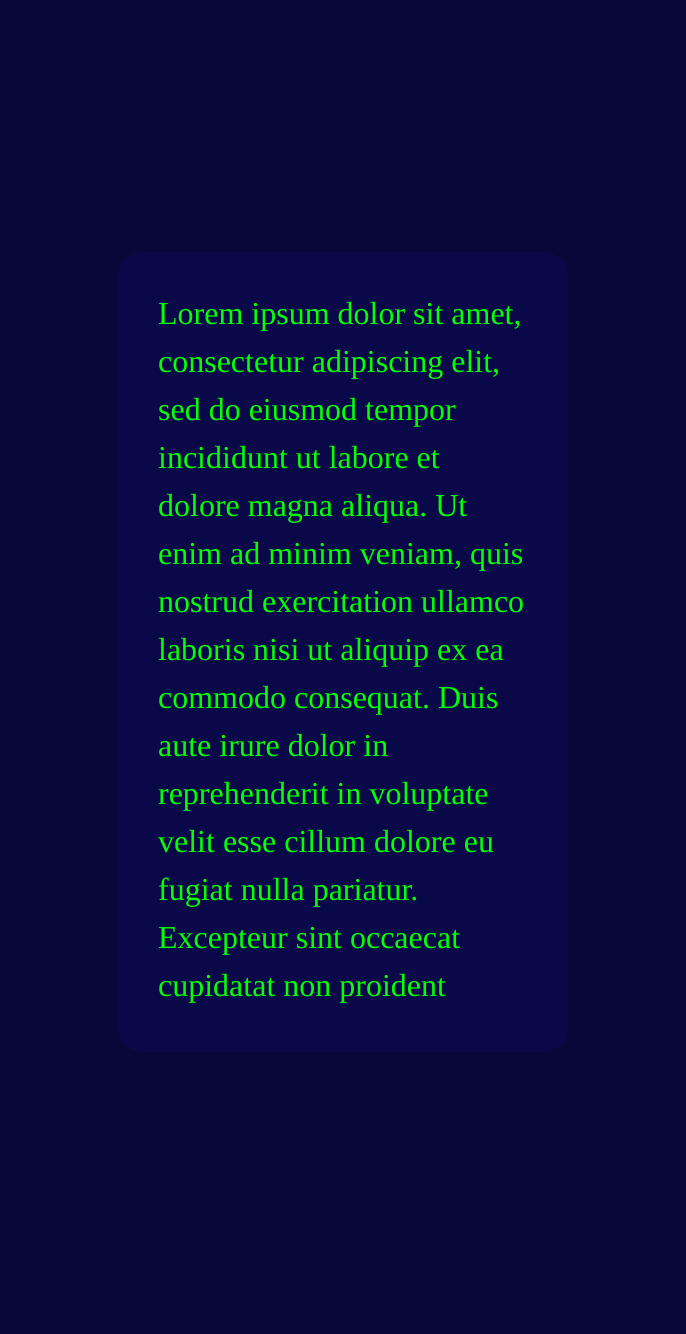 Lorem ipsum dolor sit amet,
consectetur adipiscing elit,
sed do eiusmod tempor
incididunt ut labore et
dolore magna aliqua. Ut
enim ad minim veniam, quis
nostrud exercitation ullamco
laboris nisi ut aliquip ex ea
commodo consequat. Duis
aute irure dolor in
reprehenderit in voluptate
velit esse cillum dolore eu
fugiat nulla pariatur.
Excepteur sint occaecat
cupidatat non proident